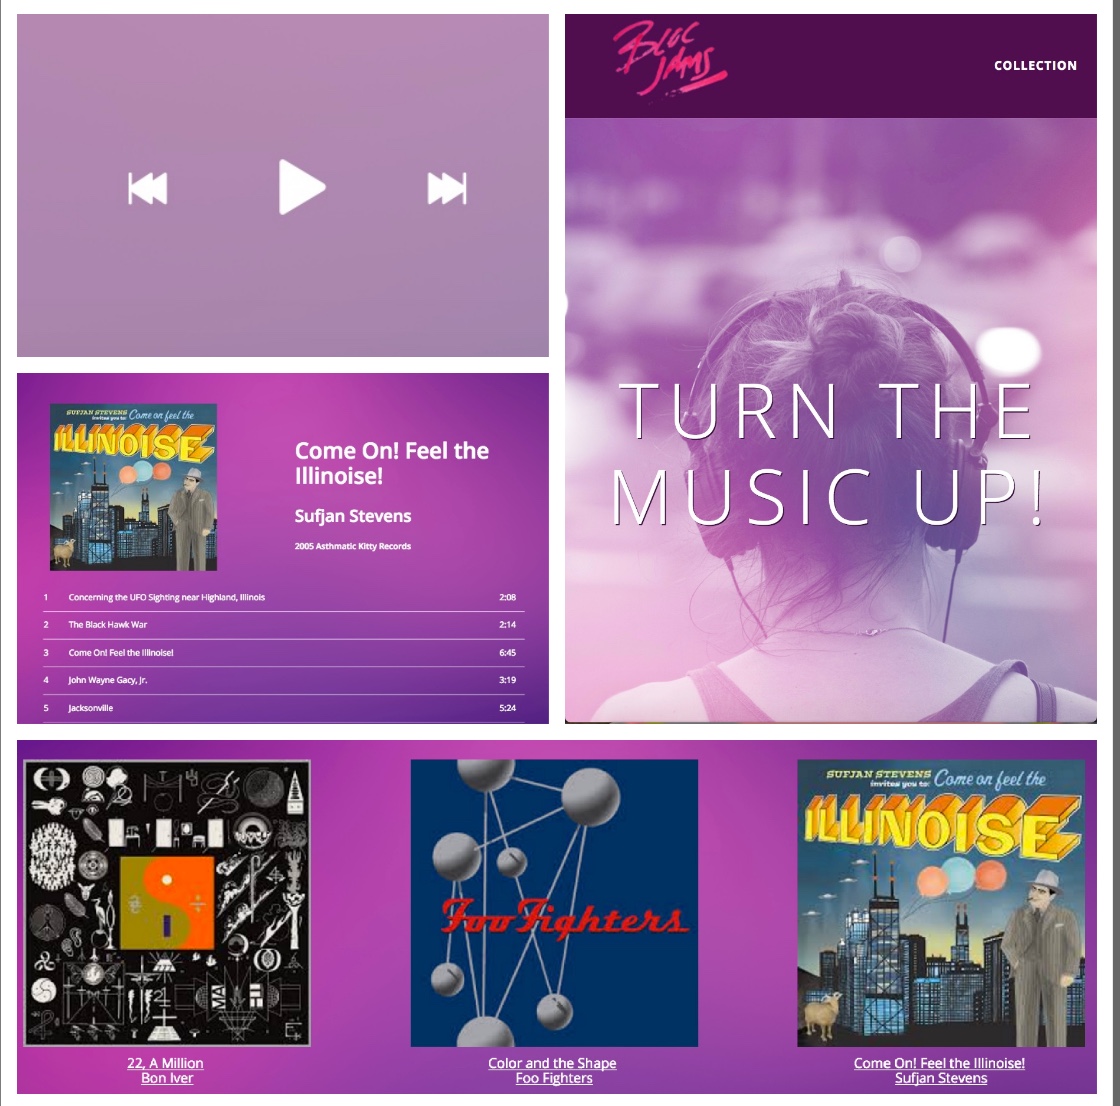 BLOC
JAMS
COLLECTION
TURN THE
MUSIC UP!
SUFJAN STEVENS
invites you to: Come on feel the
ILLINOISE
Come On! Feel the
Illinoise!
Sufjan Stevens
2005 Asthmatic Kitty Records
1 Concerning the UFO Sighting near Highland, Illinois 2:08
2 The Black Hawk War 2:14
3 Come On! Feel the Illinoise! 6:45
4 John Wayne Gacy, Jr. 3:19
5 Jacksonville 5:24
22, A Million
Bon Iver
Foo Fighters
Color and the Shape
Foo Fighters
SUFJAN STEVENS
invites you to: Come on feel the
ILLINOISE
Come On! Feel the Illinoise!
Sufjan Stevens